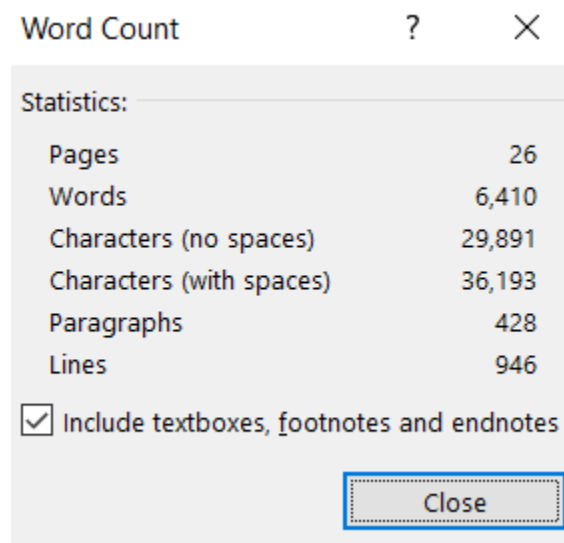 Word Count ? ×
Statistics:
Pages 26
Words 6,410
Characters (no spaces) 29,891
Characters (with spaces) 36,193
Paragraphs 428
Lines 946
Include textboxes, footnotes and endnotes
Close